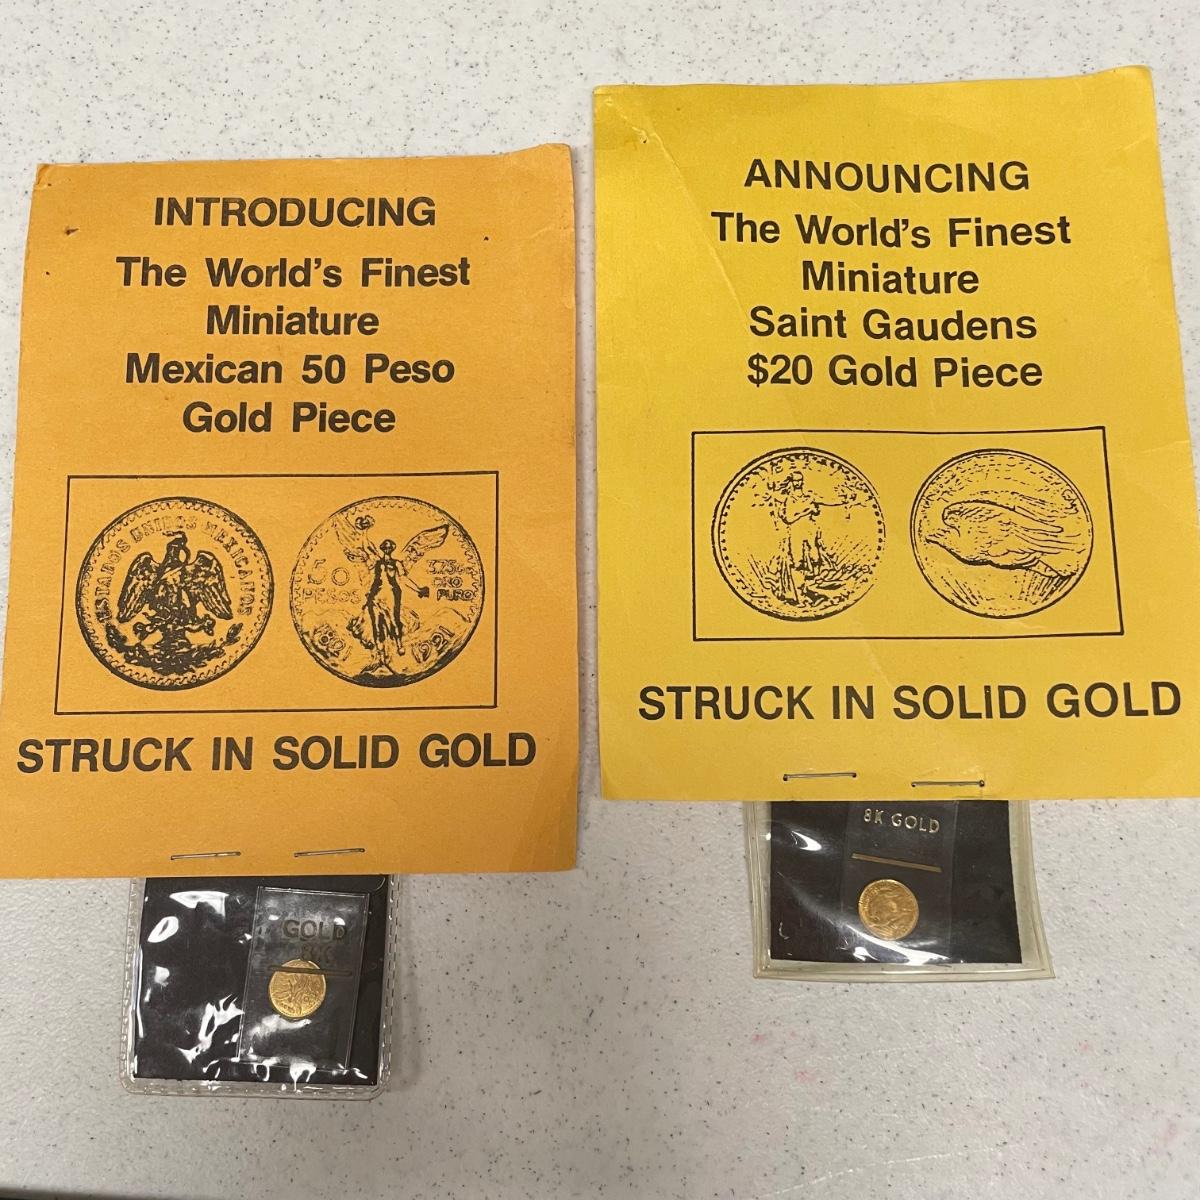 INTRODUCING
The World's Finest
Miniature
Mexican 50 Peso
Gold Piece
ESTADOS UNIDOS MEXICANOS
50
PESOS
37.5Gr
ORO
PURO
1821
1921
STRUCK IN SOLID GOLD
GOLD
ANNOUNCING
The World's Finest
Miniature
Saint Gaudens
$20 Gold Piece
STRUCK IN SOLID GOLD
8K GOLD